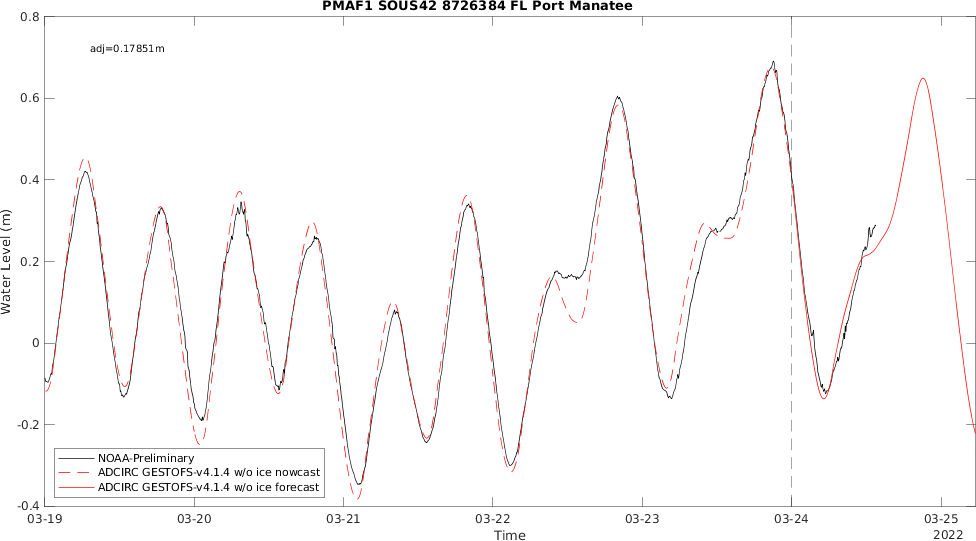 PMAF1 SOUS42 8726384 FL Port Manatee
adj=0.17851m
0.8
0.6
0.4
0.2
0
-0.2
-0.4
Water Level (m)
NOAA-Preliminary
ADCIRC GESTOFS-v4.1.4 w/o ice nowcast
ADCIRC GESTOFS-v4.1.4 w/o ice forecast
03-19 03-20 03-21 03-22 03-23 03-24 03-25
Time
2022